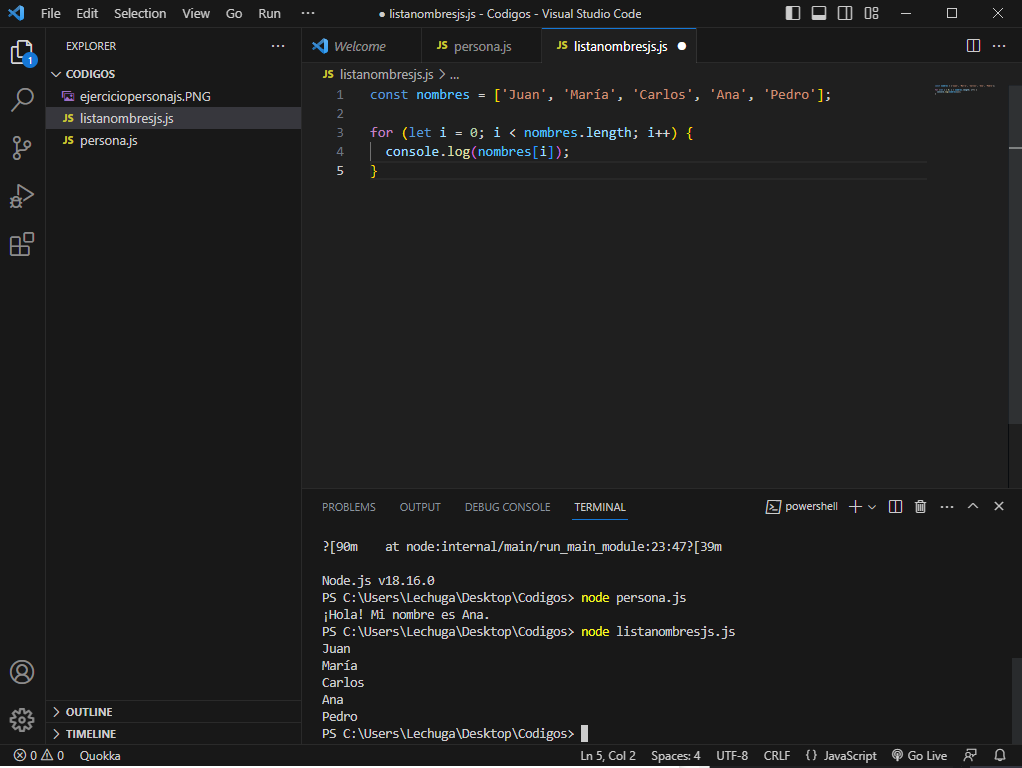 File Edit Selection View Go Run ··· ● listanombresjs.js - Codigos - Visual Studio Code
EXPLORER ···
Welcome JS persona.js JS listanombresjs.js ●
1
CODIGOS
ejerciciopersonajs.PNG
JS listanombresjs.js
JS persona.js
JS listanombresjs.js > ...
1 const nombres = ['Juan', 'María', 'Carlos', 'Ana', 'Pedro'];
2
3 for (let i = 0; i < nombres.length; i++) {
4 console.log(nombres[i]);
5 }
PROBLEMS OUTPUT DEBUG CONSOLE TERMINAL powershell
?[90m    at node:internal/main/run_main_module:23:47?[39m
Node.js v18.16.0
PS C:\Users\Lechuga\Desktop\Codigos> node persona.js
¡Hola! Mi nombre es Ana.
PS C:\Users\Lechuga\Desktop\Codigos> node listanombresjs.js
Juan
María
Carlos
Ana
Pedro
PS C:\Users\Lechuga\Desktop\Codigos>
OUTLINE
TIMELINE
0 0 Quokka Ln 5, Col 2 Spaces: 4 UTF-8 CRLF {} JavaScript Go Live